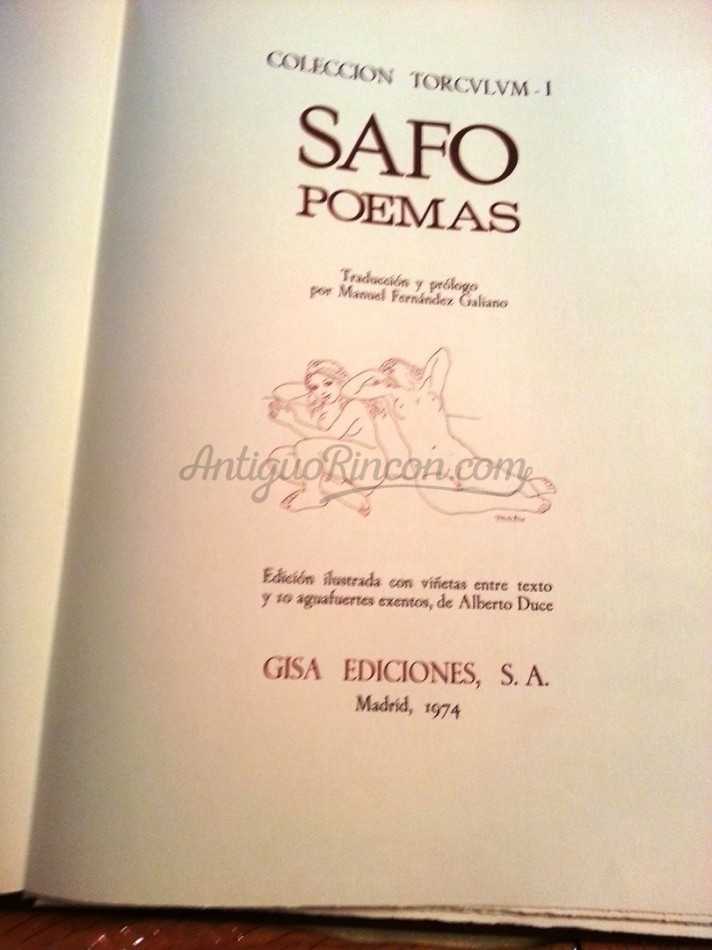 COLECCION TORCVLVM - I
SAFO
POEMAS
Traducción y prólogo
por Manuel Fernández Galiano
AntiguoRincon.com
Edición ilustrada con viñetas entre texto
y 10 aguafuertes exentos, de Alberto Duce
GISA EDICIONES, S. A.
Madrid, 1974